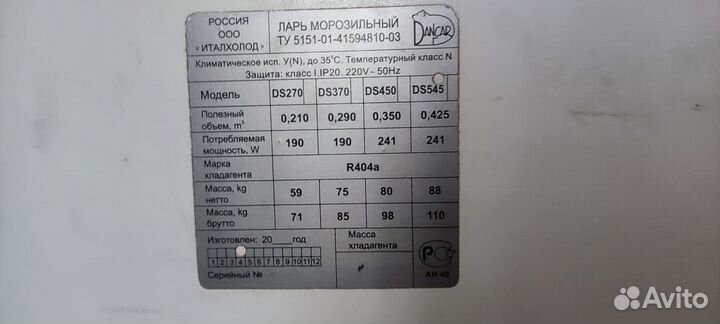 РОССИЯ
ООО
«ИТАЛХОЛОД»
ЛАРЬ МОРОЗИЛЬНЫЙ
ТУ 5151-01-41594810-03
DANCAR
Климатическое исп. У(N), до 35°С. Температурный класс N
Защита: класс I.IP20. 220V~50Hz
Модель DS270 DS370 DS450 DS545
Полезный объем, m³ 0,210 0,290 0,350 0,425
Потребляемая мощность, W 190 190 241 241
Марка хладагента R404a
Масса, kg нетто 59 75 80 88
Масса, kg брутто 71 85 98 110
Изготовлен: 20___год
1 2 3 4 5 6 7 8 9 10 11 12
Серийный №
Масса хладагента
РС
АИ 48
Avito